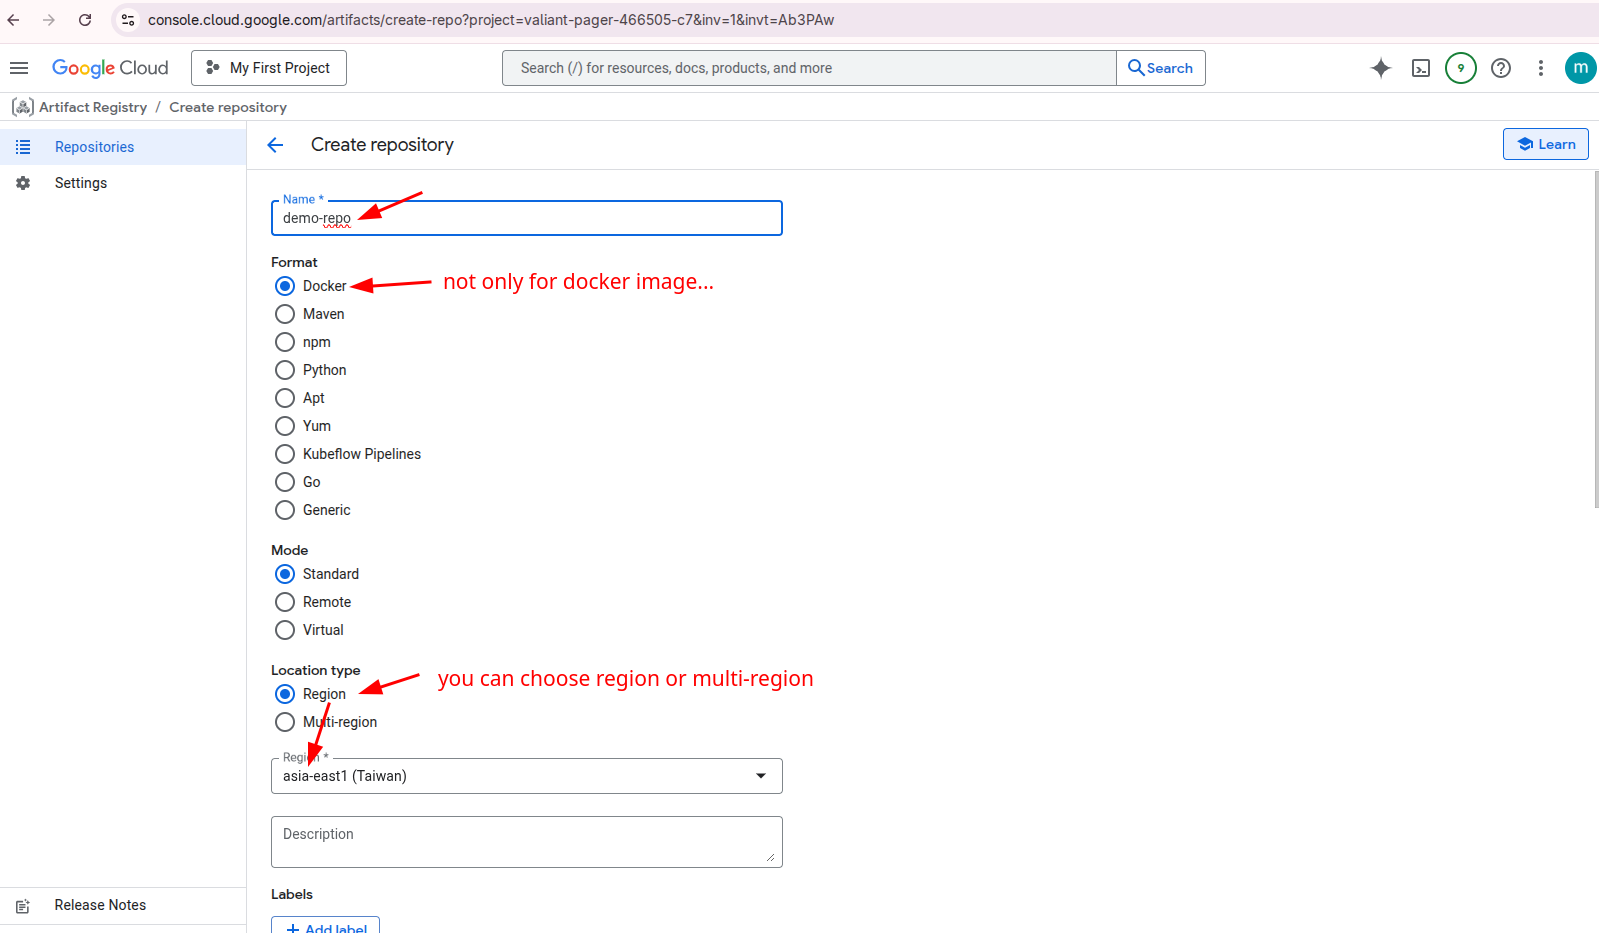 console.cloud.google.com/artifacts/create-repo?project=valiant-pager-466505-c7&inv=1&invt=Ab3PAw
Google Cloud
My First Project
Search (/) for resources, docs, products, and more
Search
9
m
Artifact Registry / Create repository
Repositories
Settings
Create repository
Learn
Name *
demo-repo
Format
Docker
not only for docker image...
Maven
npm
Python
Apt
Yum
Kubeflow Pipelines
Go
Generic
Mode
Standard
Remote
Virtual
Location type
you can choose region or multi-region
Region
Multi-region
Region *
asia-east1 (Taiwan)
Description
Labels
Add label
Release Notes